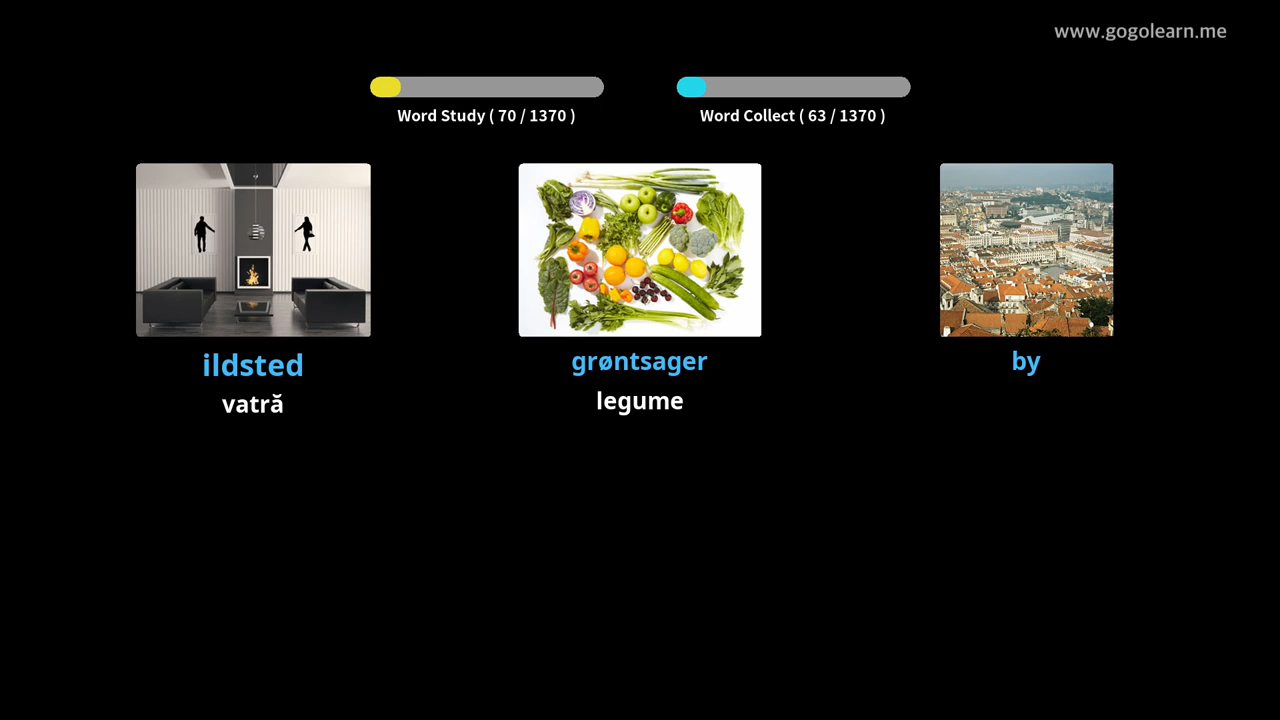 www.gogolearn.me
Word Study ( 70 / 1370 )
Word Collect ( 63 / 1370 )
ildsted
grøntsager
by
vatră
legume